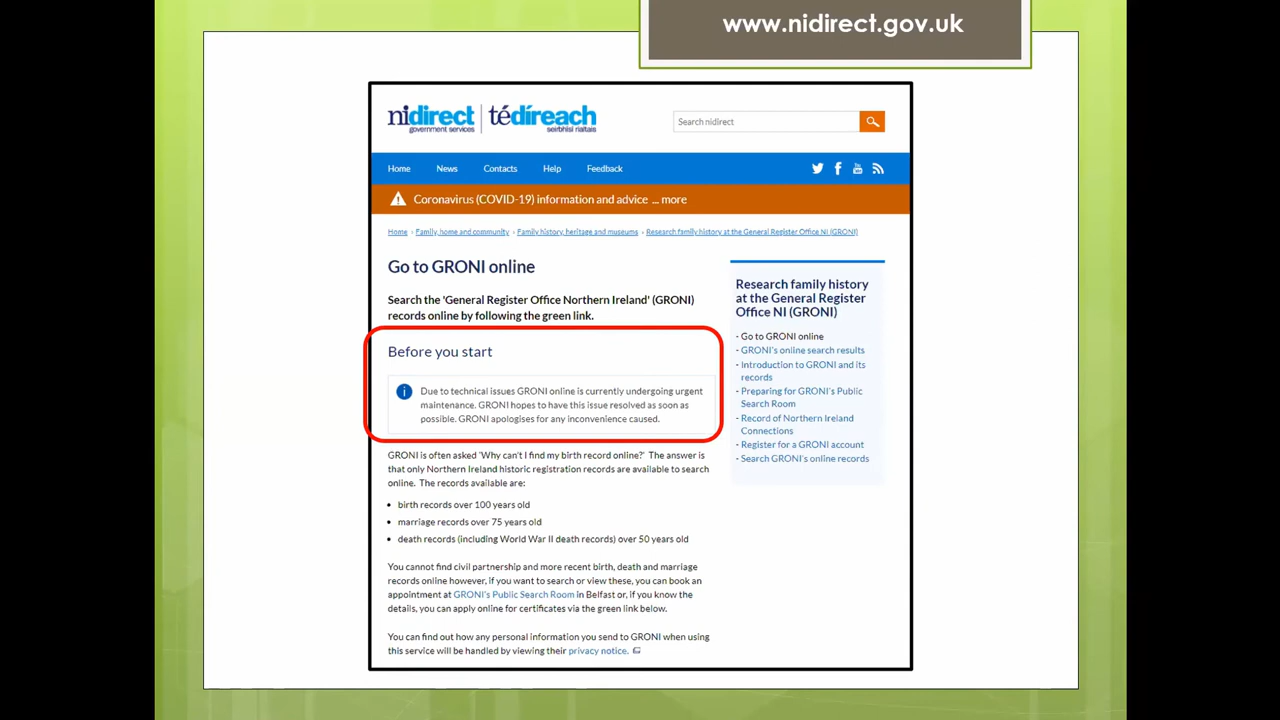 www.nidirect.gov.uk
nidirect | tédíreach
government services seirbhísí rialtais
Search nidirect
Home News Contacts Help Feedback
Coronavirus (COVID-19) information and advice ... more
Home › Family, home and community › Family history, heritage and museums › Research family history at the General Register Office NI (GRONI)
Go to GRONI online
Search the 'General Register Office Northern Ireland' (GRONI)
records online by following the green link.
Before you start
Due to technical issues GRONI online is currently undergoing urgent
maintenance. GRONI hopes to have this issue resolved as soon as
possible. GRONI apologises for any inconvenience caused.
GRONI is often asked 'Why can't I find my birth record online?' The answer is
that only Northern Ireland historic registration records are available to search
online. The records available are:
• birth records over 100 years old
• marriage records over 75 years old
• death records (including World War II death records) over 50 years old
You cannot find civil partnership and more recent birth, death and marriage
records online however, if you want to search or view these, you can book an
appointment at GRONI's Public Search Room in Belfast or, if you know the
details, you can apply online for certificates via the green link below.
You can find out how any personal information you send to GRONI when using
this service will be handled by viewing their privacy notice.
Research family history
at the General Register
Office NI (GRONI)
- Go to GRONI online
- GRONI's online search results
- Introduction to GRONI and its
records
- Preparing for GRONI's Public
Search Room
- Record of Northern Ireland
Connections
- Register for a GRONI account
- Search GRONI's online records